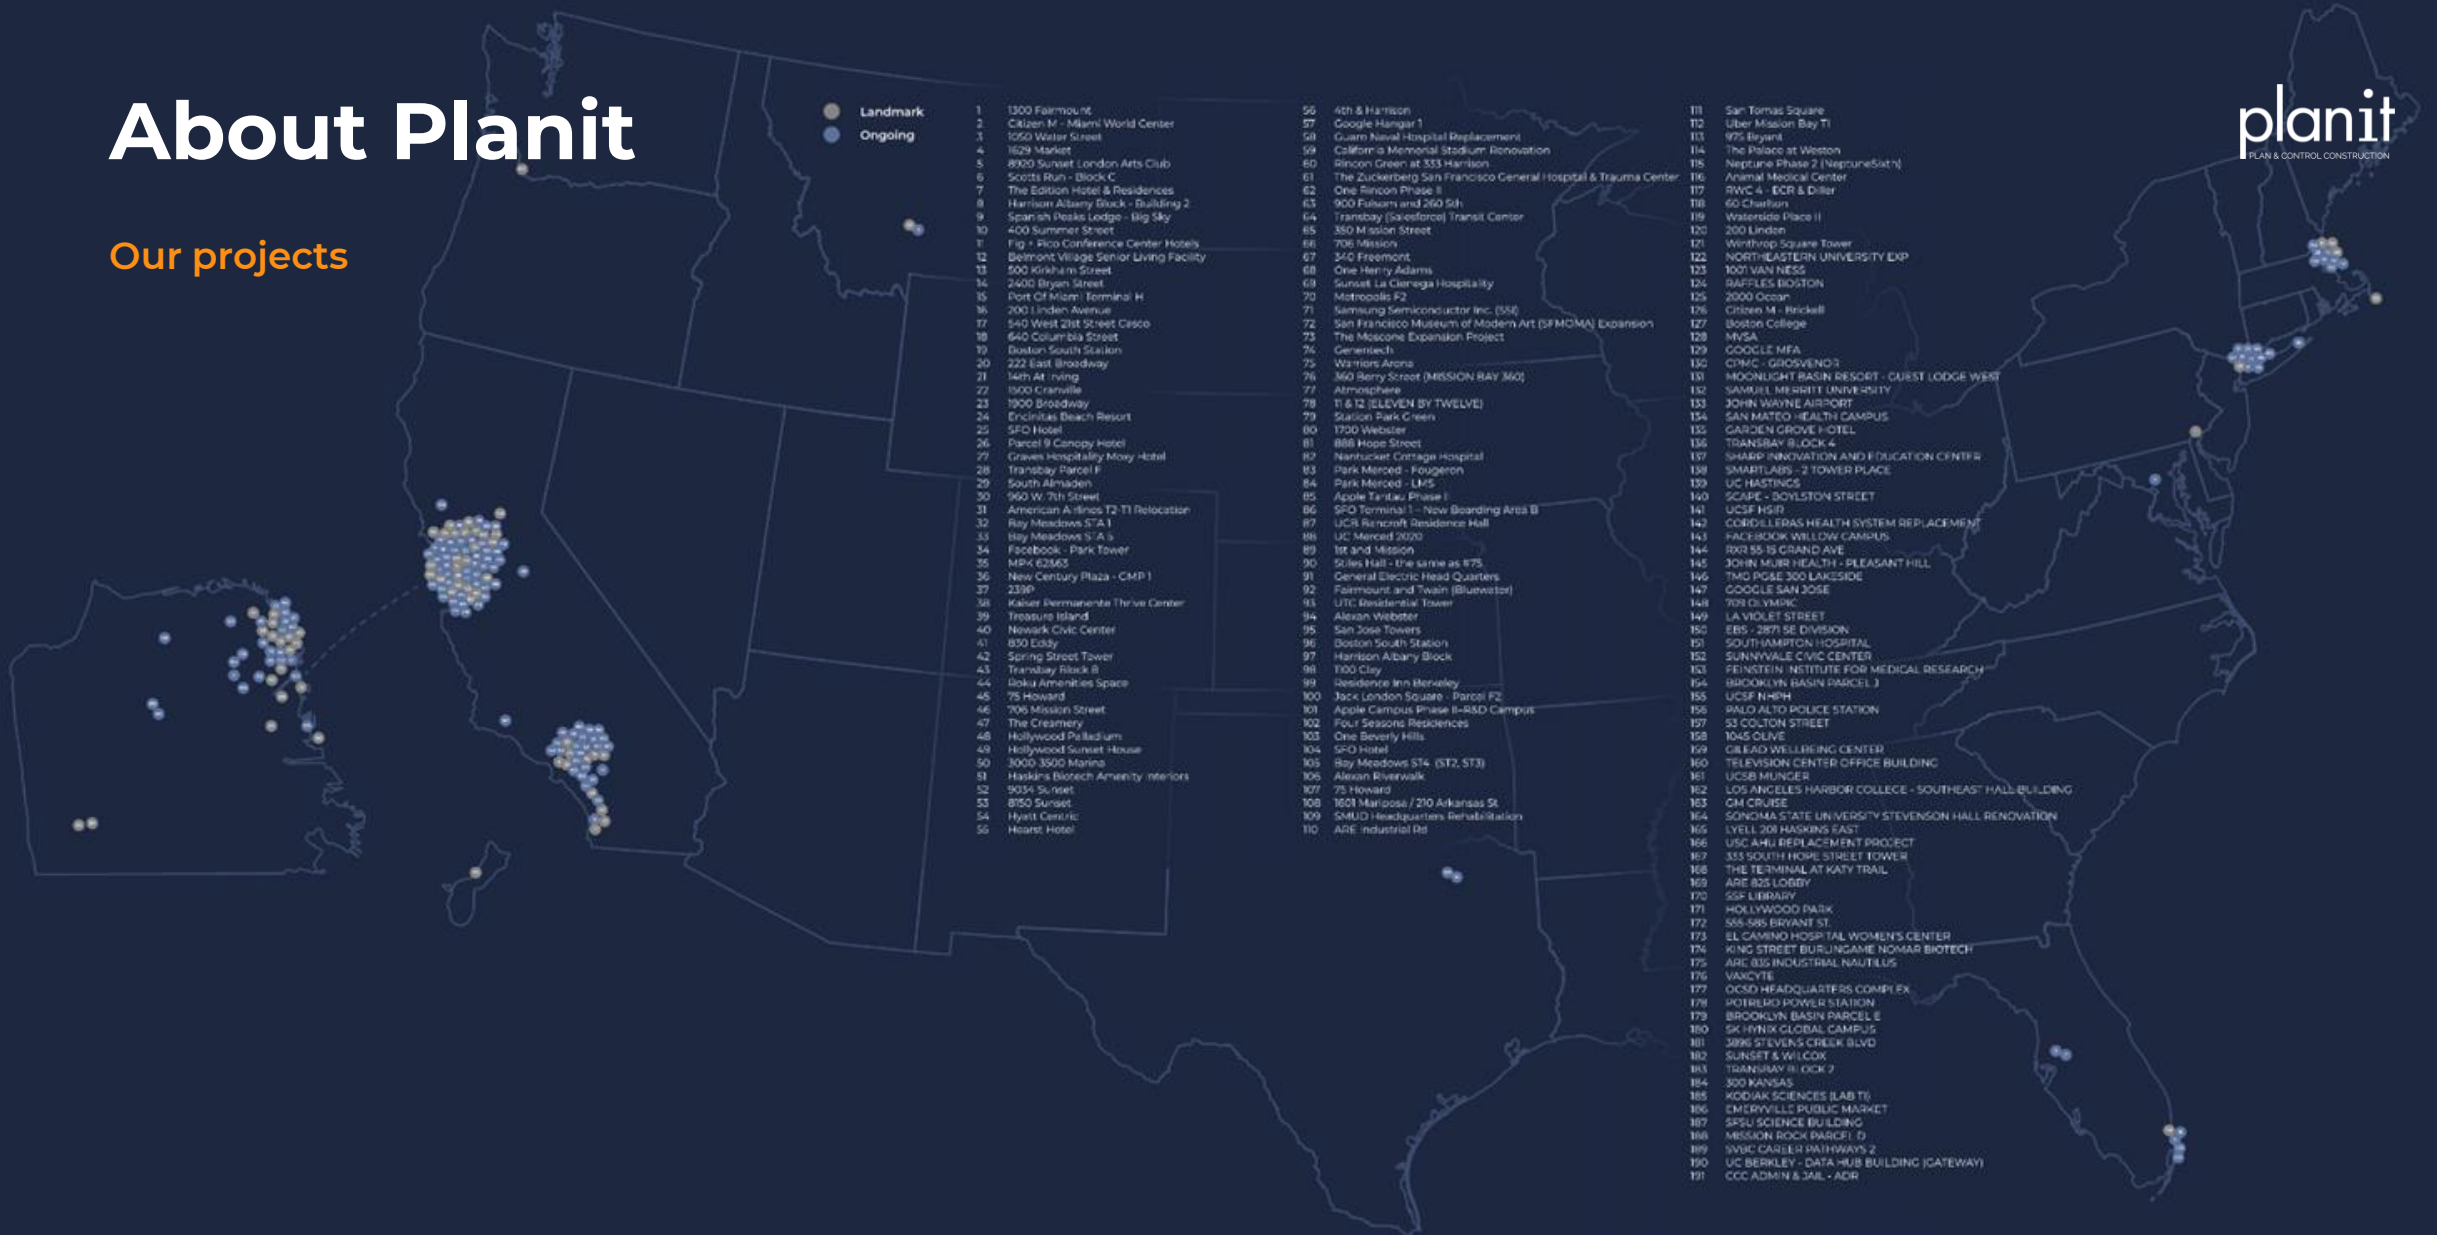 About Planit
Our projects
Landmark
Ongoing
planit
PLAN & CONTROL CONSTRUCTION
1 1300 Fairmount
2 Citizen M - Miami World Center
3 1050 Water Street
4 1629 Market
5 8920 Sunset London Arts Club
6 Scotts Run - Block C
7 The Edition Hotel & Residences
8 Harrison Albany Block - Building 2
9 Spanish Peaks Lodge - Big Sky
10 400 Summer Street
11 Fig + Pico Conference Center Hotels
12 Belmont Village Senior Living Facility
13 500 Kirkham Street
14 2400 Bryan Street
15 Port Of Miami Terminal H
16 200 Linden Avenue
17 540 West 21st Street Casco
18 640 Columbia Street
19 Boston South Station
20 222 East Broadway
21 14th At Irving
22 1500 Granville
23 1900 Broadway
24 Encinitas Beach Resort
25 SFO Hotel
26 Parcel 9 Canopy Hotel
27 Graves Hospitality Moxy Hotel
28 Transbay Parcel F
29 South Almaden
30 960 W. 7th Street
31 American Airlines T2-T1 Relocation
32 Bay Meadows STA 1
33 Bay Meadows STA 5
34 Facebook - Park Tower
35 MPK 62&63
36 New Century Plaza - CMP 1
37 239P
38 Kaiser Permanente Thrive Center
39 Treasure Island
40 Newark Civic Center
41 830 Eddy
42 Spring Street Tower
43 Transbay Block 8
44 Roku Amenities Space
45 75 Howard
46 706 Mission Street
47 The Creamery
48 Hollywood Palladium
49 Hollywood Sunset House
50 3000-3500 Marina
51 Haskins Biotech Amenity Interiors
52 9034 Sunset
53 8150 Sunset
54 Hyatt Centric
55 Hearst Hotel
56 4th & Harrison
57 Google Hangar 1
58 Guam Naval Hospital Replacement
59 California Memorial Stadium Renovation
60 Rincon Green at 333 Harrison
61 The Zuckerberg San Francisco General Hospital & Trauma Center
62 One Rincon Phase II
63 900 Folsom and 260 5th
64 Transbay (Salesforce) Transit Center
65 350 Mission Street
66 706 Mission
67 340 Freemont
68 One Henry Adams
69 Sunset La Cienega Hospitality
70 Metropolis F2
71 Samsung Semiconductor Inc. (SSI)
72 San Francisco Museum of Modern Art (SFMOMA) Expansion
73 The Moscone Expansion Project
74 Genentech
75 Warriors Arena
76 360 Berry Street (MISSION BAY 360)
77 Atmosphere
78 11 & 12 (ELEVEN BY TWELVE)
79 Station Park Green
80 1700 Webster
81 888 Hope Street
82 Nantucket Cottage Hospital
83 Park Merced - Fougeron
84 Park Merced - LMS
85 Apple Tantau Phase II
86 SFO Terminal 1 - New Boarding Area B
87 UCB Bancroft Residence Hall
88 UC Merced 2020
89 1st and Mission
90 Stiles Hall - the same as #75
91 General Electric Head Quarters
92 Fairmount and Twain (Bluewater)
93 UTC Residential Tower
94 Alexan Webster
95 San Jose Towers
96 Boston South Station
97 Harrison Albany Block
98 1100 Clay
99 Residence Inn Berkeley
100 Jack London Square - Parcel F2
101 Apple Campus Phase II-R&D Campus
102 Four Seasons Residences
103 One Beverly Hills
104 SFO Hotel
105 Bay Meadows ST4 (ST2, ST3)
106 Alexan Riverwalk
107 75 Howard
108 1601 Mariposa / 210 Arkansas St
109 SMUD Headquarters Rehabilitation
110 ARE Industrial Rd
111 San Tomas Square
112 Uber Mission Bay TI
113 975 Bryant
114 The Palace at Weston
115 Neptune Phase 2 (NeptuneSixth)
116 Animal Medical Center
117 RWC 4 - ECR & Diller
118 60 Charlton
119 Waterside Place II
120 200 Linden
121 Winthrop Square Tower
122 NORTHEASTERN UNIVERSITY EXP
123 1001 VAN NESS
124 RAFFLES BOSTON
125 2000 Ocean
126 Citizen M - Brickell
127 Boston College
128 MVSA
129 GOOGLE MFA
130 CPMC - GROSVENOR
131 MOONLIGHT BASIN RESORT - GUEST LODGE WEST
132 SAMUEL MERRITT UNIVERSITY
133 JOHN WAYNE AIRPORT
134 SAN MATEO HEALTH CAMPUS
135 GARDEN GROVE HOTEL
136 TRANSBAY BLOCK 4
137 SHARP INNOVATION AND EDUCATION CENTER
138 SMARTLABS - 2 TOWER PLACE
139 UC HASTINGS
140 SCAPE - BOYLSTON STREET
141 UCSF HSIR
142 CORDILLERAS HEALTH SYSTEM REPLACEMENT
143 FACEBOOK WILLOW CAMPUS
144 RXR 55-15 GRAND AVE
145 JOHN MUIR HEALTH - PLEASANT HILL
146 TMG PG&E 300 LAKESIDE
147 GOOGLE SAN JOSE
148 709 OLYMPIC
149 LA VIOLET STREET
150 EBS - 2871 SE DIVISION
151 SOUTHAMPTON HOSPITAL
152 SUNNYVALE CIVIC CENTER
153 FEINSTEIN INSTITUTE FOR MEDICAL RESEARCH
154 BROOKLYN BASIN PARCEL J
155 UCSF NHPH
156 PALO ALTO POLICE STATION
157 53 COLTON STREET
158 1045 OLIVE
159 GILEAD WELLBEING CENTER
160 TELEVISION CENTER OFFICE BUILDING
161 UCSB MUNGER
162 LOS ANGELES HARBOR COLLEGE - SOUTHEAST HALL BUILDING
163 GM CRUISE
164 SONOMA STATE UNIVERSITY STEVENSON HALL RENOVATION
165 LYELL 201 HASKINS EAST
166 USC AHU REPLACEMENT PROJECT
167 333 SOUTH HOPE STREET TOWER
168 THE TERMINAL AT KATY TRAIL
169 ARE 825 LOBBY
170 SSF LIBRARY
171 HOLLYWOOD PARK
172 555-585 BRYANT ST.
173 EL CAMINO HOSPITAL WOMEN'S CENTER
174 KING STREET BURLINGAME NOMAR BIOTECH
175 ARE 835 INDUSTRIAL NAUTILUS
176 VAXCYTE
177 OCSD HEADQUARTERS COMPLEX
178 POTRERO POWER STATION
179 BROOKLYN BASIN PARCEL E
180 SK HYNIX GLOBAL CAMPUS
181 3896 STEVENS CREEK BLVD
182 SUNSET & WILCOX
183 TRANSBAY BLOCK 2
184 300 KANSAS
185 KODIAK SCIENCES (LAB TI)
186 EMERYVILLE PUBLIC MARKET
187 SFSU SCIENCE BUILDING
188 MISSION ROCK PARCEL D
189 SVBC CAREER PATHWAYS 2
190 UC BERKLEY - DATA HUB BUILDING (GATEWAY)
191 CCC ADMIN & JAIL - ADR